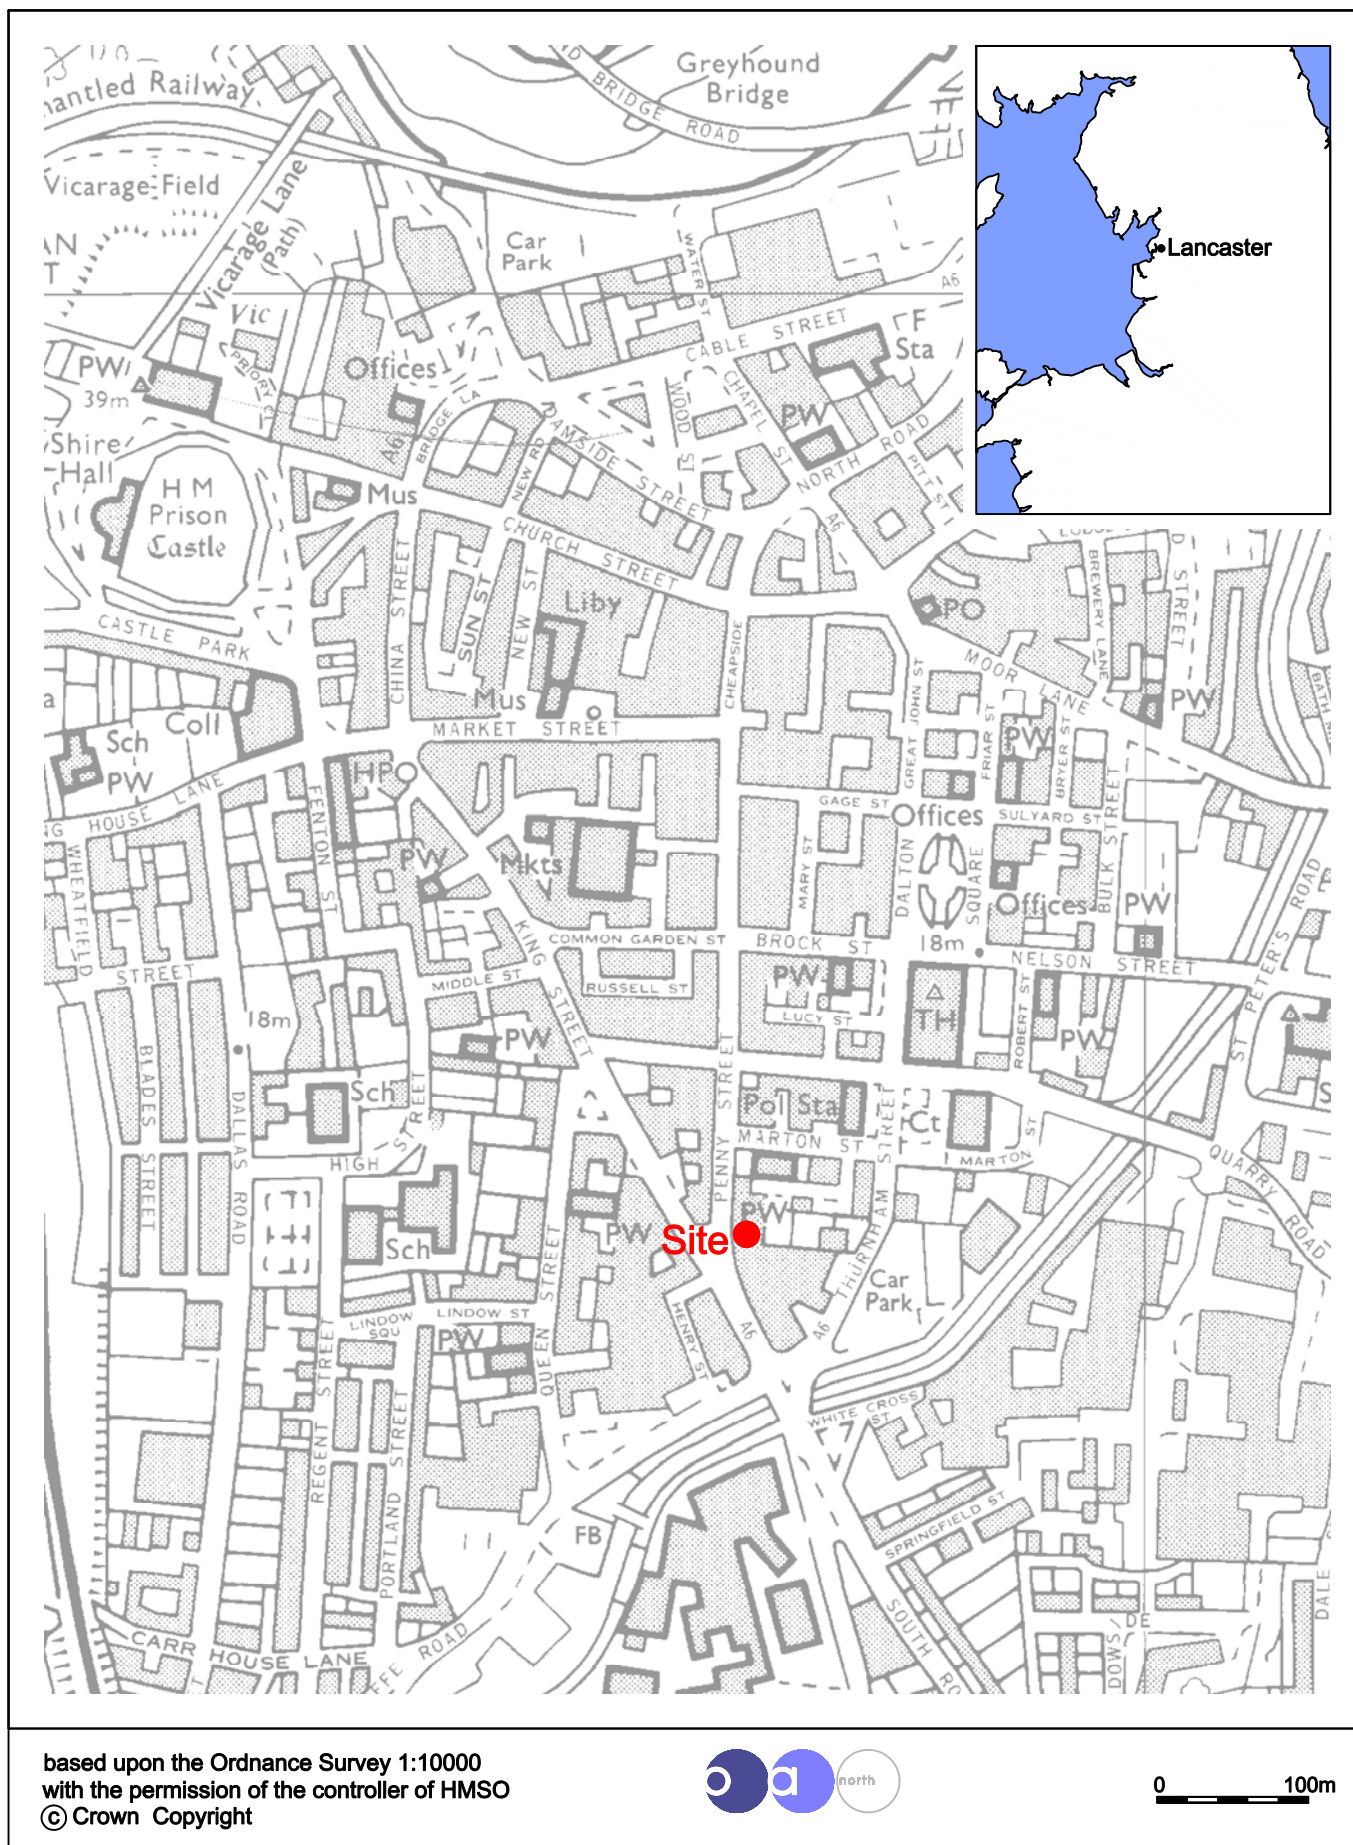 Greyhound
Bridge
BRIDGE ROAD
antled Railway
Vicarage Field
Vicarage Lane
(Path)
Car
Park
WATER ST
A6
Vic
CABLE STREET
F
Sta
PW
39m
PRIORY CL
Offices
A6
BRIDGE LA
DAMSIDE STREET
WOOD ST
CHAPEL ST
PW
NORTH ROAD
PITT ST
A6
Shire
Hall
H M
Prison
Castle
Mus
NEW RD
CHURCH STREET
CHINA STREET
SUN ST
NEW ST
Liby
Mus
CASTLE PARK
MARKET STREET
CHEAPSIDE
PO
MOOR LANE
BREWERY LANE
D STREET
PW
Sch
PW
Coll
NG HOUSE LANE
HPO
FENTON ST
PW
Mkts
GREAT JOHN ST
FRIAR ST
PW
BRYER ST
BULK STREET
GAGE ST
Offices
SULYARD ST
MARY ST
DALTON
SQUARE
Offices
PW
WHEATFIELD
STREET
KING
STREET
COMMON GARDEN ST
BROCK ST
18m
NELSON STREET
ST PETER'S ROAD
MIDDLE ST
RUSSELL ST
PW
LUCY ST
TH
ROBERT ST
PW
18m
PW
BLADES STREET
DALLAS ROAD
Sch
HIGH STREET
PENNY STREET
Pol Sta
MARTON ST
Ct
MARTON ST
QUARRY ROAD
Sch
PW
PW
Site
THURNHAM STREET
Car
Park
LINDOW ST
LINDOW
SQU
PW
QUEEN STREET
HENRY ST
A6
A6
REGENT STREET
PORTLAND STREET
WHITE CROSS
ST
FB
SPRINGFIELD ST
SOUTH RO
DALE
DE
DOWS
CARR HOUSE LANE
FFE ROAD
Lancaster
based upon the Ordnance Survey 1:10000
with the permission of the controller of HMSO
© Crown Copyright
o a north
0 100m